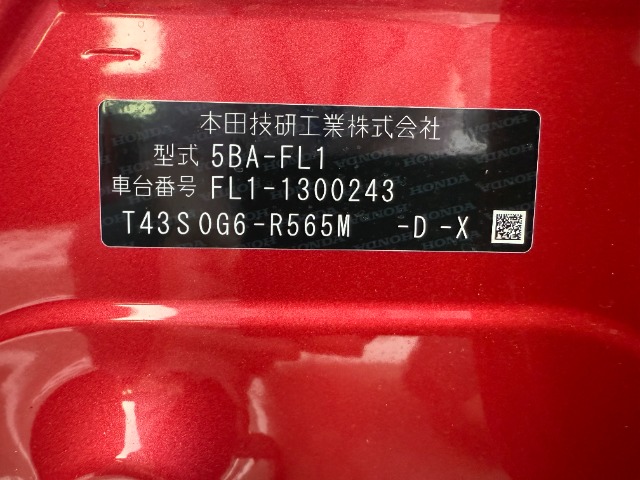 本田技研工業株式会社
型式 5BA-FL1
車台番号 FL1-1300243
T43S0G6-R565M -D -X